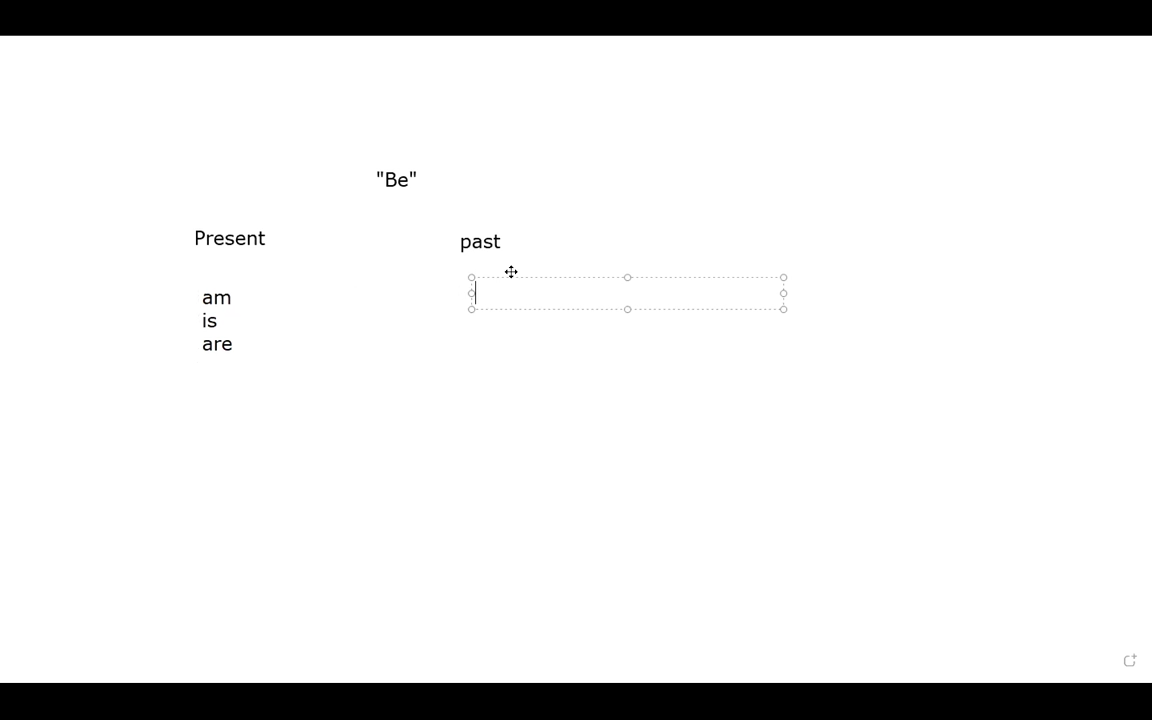 "Be"
Present
past
am
is
are